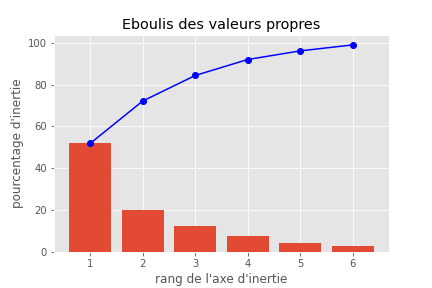 Eboulis des valeurs propres
pourcentage d'inertie
100
80
60
40
20
0
1 2 3 4 5 6
rang de l'axe d'inertie